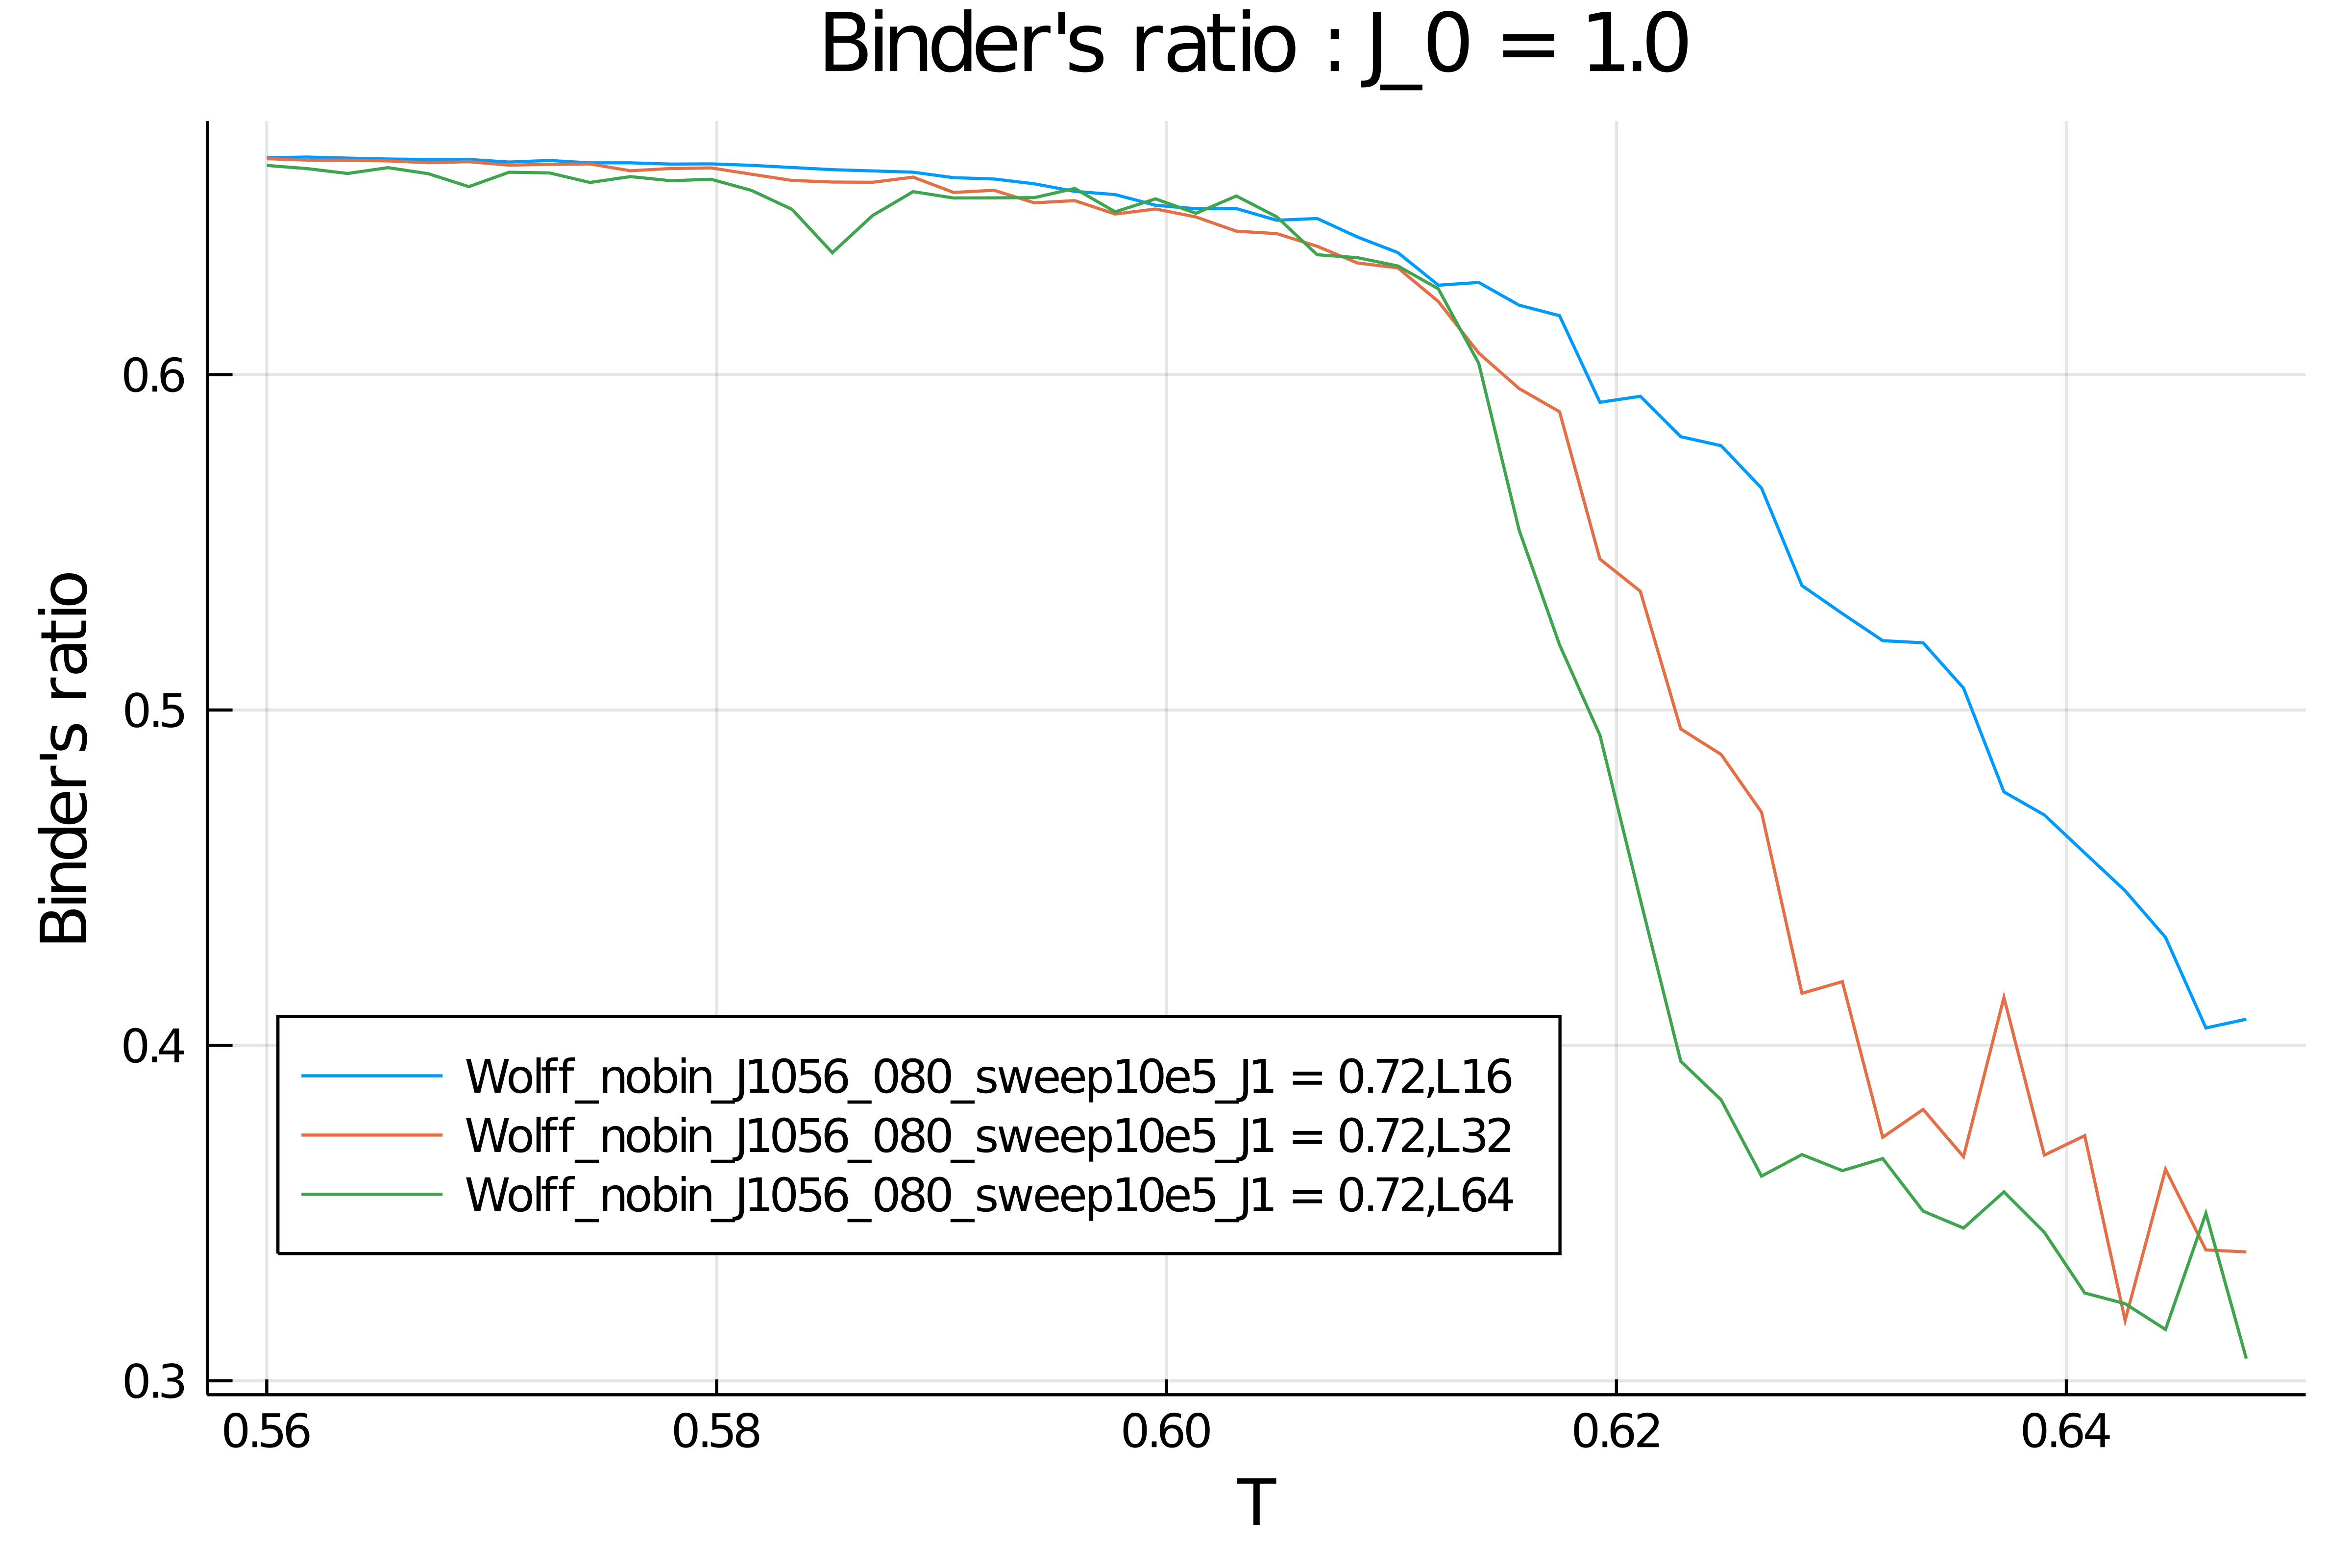 Binder's ratio : J_0 = 1.0
Binder's ratio
0.6
0.5
0.4
0.3
Wolff_nobin_J1056_080_sweep10e5_J1 = 0.72,L16
Wolff_nobin_J1056_080_sweep10e5_J1 = 0.72,L32
Wolff_nobin_J1056_080_sweep10e5_J1 = 0.72,L64
0.56 0.58 0.60 0.62 0.64
T